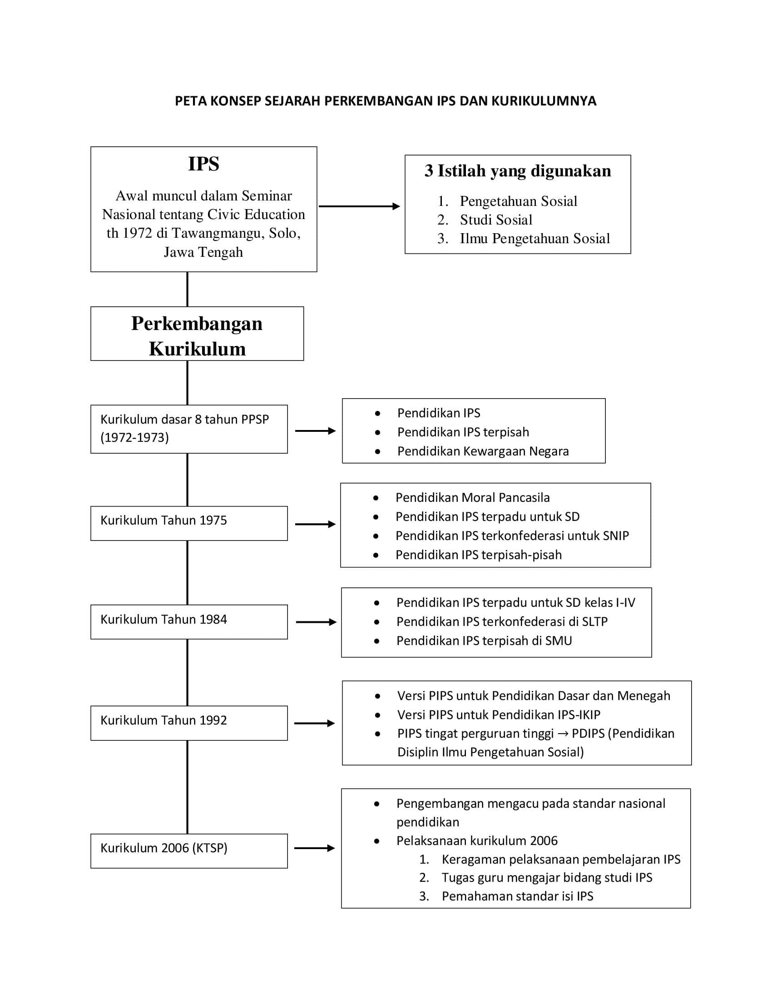 PETA KONSEP SEJARAH PERKEMBANGAN IPS DAN KURIKULUMNYA
IPS
Awal muncul dalam Seminar
Nasional tentang Civic Education
th 1972 di Tawangmangu, Solo,
Jawa Tengah
3 Istilah yang digunakan
1. Pengetahuan Sosial
2. Studi Sosial
3. Ilmu Pengetahuan Sosial
Perkembangan
Kurikulum
Kurikulum dasar 8 tahun PPSP
(1972-1973)
• Pendidikan IPS
• Pendidikan IPS terpisah
• Pendidikan Kewargaan Negara
Kurikulum Tahun 1975
• Pendidikan Moral Pancasila
• Pendidikan IPS terpadu untuk SD
• Pendidikan IPS terkonfederasi untuk SNIP
• Pendidikan IPS terpisah-pisah
Kurikulum Tahun 1984
• Pendidikan IPS terpadu untuk SD kelas I-IV
• Pendidikan IPS terkonfederasi di SLTP
• Pendidikan IPS terpisah di SMU
Kurikulum Tahun 1992
• Versi PIPS untuk Pendidikan Dasar dan Menegah
• Versi PIPS untuk Pendidikan IPS-IKIP
• PIPS tingat perguruan tinggi → PDIPS (Pendidikan
Disiplin Ilmu Pengetahuan Sosial)
Kurikulum 2006 (KTSP)
• Pengembangan mengacu pada standar nasional
pendidikan
• Pelaksanaan kurikulum 2006
1. Keragaman pelaksanaan pembelajaran IPS
2. Tugas guru mengajar bidang studi IPS
3. Pemahaman standar isi IPS